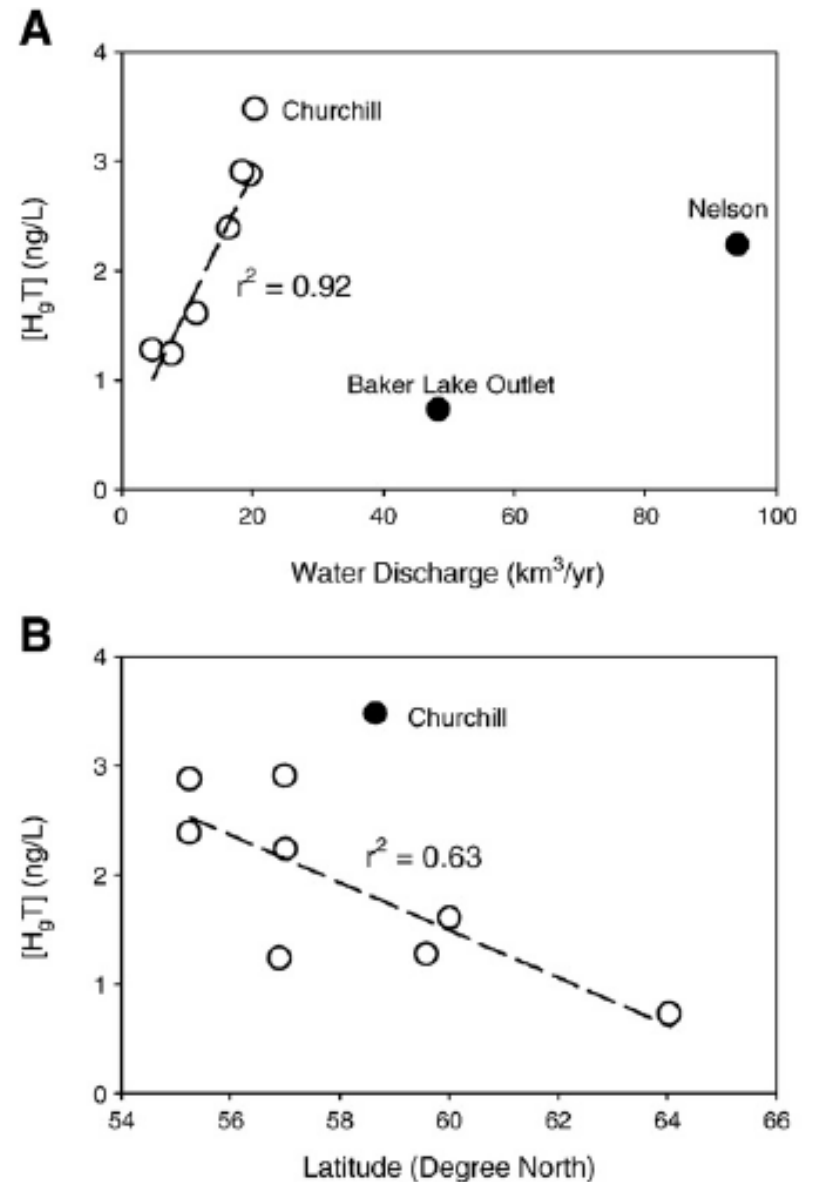 A
4
Churchill
3
Nelson
[HgT] (ng/L)
2
r² = 0.92
Baker Lake Outlet
1
0
0 20 40 60 80 100
Water Discharge (km³/yr)
B
4
Churchill
3
[HgT] (ng/L)
r² = 0.63
2
1
0
54 56 58 60 62 64 66
Latitude (Degree North)